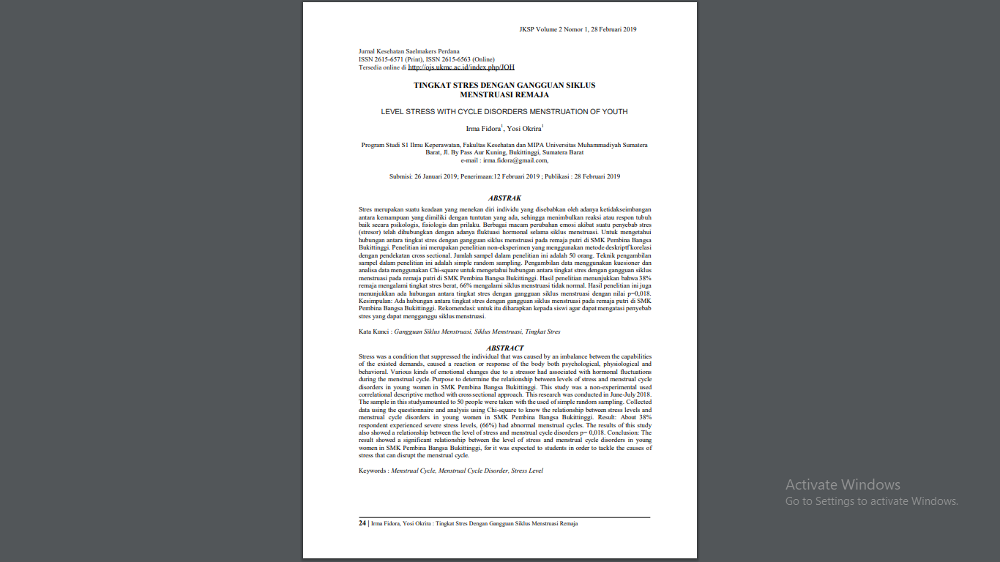 JKSP Volume 2 Nomor 1, 28 Februari 2019
Jurnal Kesehatan Saelmakers Perdana
ISSN 2615-6571 (Print), ISSN 2615-6563 (Online)
Tersedia online di http://ojs.ukmc.ac.id/index.php/JOH
TINGKAT STRES DENGAN GANGGUAN SIKLUS
MENSTRUASI REMAJA
LEVEL STRESS WITH CYCLE DISORDERS MENSTRUATION OF YOUTH
Irma Fidora1, Yosi Okrira1
Program Studi S1 Ilmu Keperawatan, Fakultas Kesehatan dan MIPA Universitas Muhammadiyah Sumatera
Barat, Jl. By Pass Aur Kuning, Bukittinggi, Sumatera Barat
e-mail : irma.fidora@gmail.com,
Submisi: 26 Januari 2019; Penerimaan:12 Februari 2019 ; Publikasi : 28 Februari 2019
ABSTRAK
Stres merupakan suatu keadaan yang menekan diri individu yang disebabkan oleh adanya ketidakseimbangan
antara kemampuan yang dimiliki dengan tuntutan yang ada, sehingga menimbulkan reaksi atau respon tubuh
baik secara psikologis, fisiologis dan prilaku. Berbagai macam perubahan emosi akibat suatu penyebab stres
(stresor) telah dihubungkan dengan adanya fluktuasi hormonal selama siklus menstruasi. Untuk mengetahui
hubungan antara tingkat stres dengan gangguan siklus menstruasi pada remaja putri di SMK Pembina Bangsa
Bukittinggi. Penelitian ini merupakan penelitian non-eksperimen yang menggunakan metode deskriptf korelasi
dengan pendekatan cross sectional. Jumlah sampel dalam penelitian ini adalah 50 orang. Teknik pengambilan
sampel dalam penelitian ini adalah simple random sampling. Pengambilan data menggunakan kuesioner dan
analisa data menggunakan Chi-square untuk mengetahui hubungan antara tingkat stres dengan gangguan siklus
menstruasi pada remaja putri di SMK Pembina Bangsa Bukittinggi. Hasil penelitian menunjukkan bahwa 38%
remaja mengalami tingkat stres berat, 66% mengalami siklus menstruasi tidak normal. Hasil penelitian ini juga
menunjukkan ada hubungan antara tingkat stres dengan gangguan siklus menstruasi dengan nilai p=0,018.
Kesimpulan: Ada hubungan antara tingkat stres dengan gangguan siklus menstruasi pada remaja putri di SMK
Pembina Bangsa Bukittinggi. Rekomendasi: untuk itu diharapkan kepada siswi agar dapat mengatasi penyebab
stres yang dapat mengganggu siklus menstruasi.
Kata Kunci : Gangguan Siklus Menstruasi, Siklus Menstruasi, Tingkat Stres
ABSTRACT
Stress was a condition that suppressed the individual that was caused by an imbalance between the capabilities
of the existed demands, caused a reaction or response of the body both psychological, physiological and
behavioral. Various kinds of emotional changes due to a stressor had associated with hormonal fluctuations
during the menstrual cycle. Purpose to determine the relationship between levels of stress and menstrual cycle
disorders in young women in SMK Pembina Bangsa Bukittinggi. This study was a non-experimental used
correlational descriptive method with cross sectional approach. This research was conducted in June-July 2018.
The sample in this studyamounted to 50 people were taken with the used of simple random sampling. Collected
data using the questionnaire and analysis using Chi-square to know the relationship between stress levels and
menstrual cycle disorders in young women in SMK Pembina Bangsa Bukittinggi. Result: About 38%
respondent experienced severe stress levels, (66%) had abnormal menstrual cycles. The results of this study
also showed a relationship between the level of stress and menstrual cycle disorders p= 0,018. Conclusion: The
result showed a significant relationship between the level of stress and menstrual cycle disorders in young
women in SMK Pembina Bangsa Bukittinggi, for it was expected to students in order to tackle the causes of
stress that can disrupt the menstrual cycle.
Keywords : Menstrual Cycle, Menstrual Cycle Disorder, Stress Level
24 | Irma Fidora, Yosi Okrira : Tingkat Stres Dengan Gangguan Siklus Menstruasi Remaja
Activate Windows
Go to Settings to activate Windows.